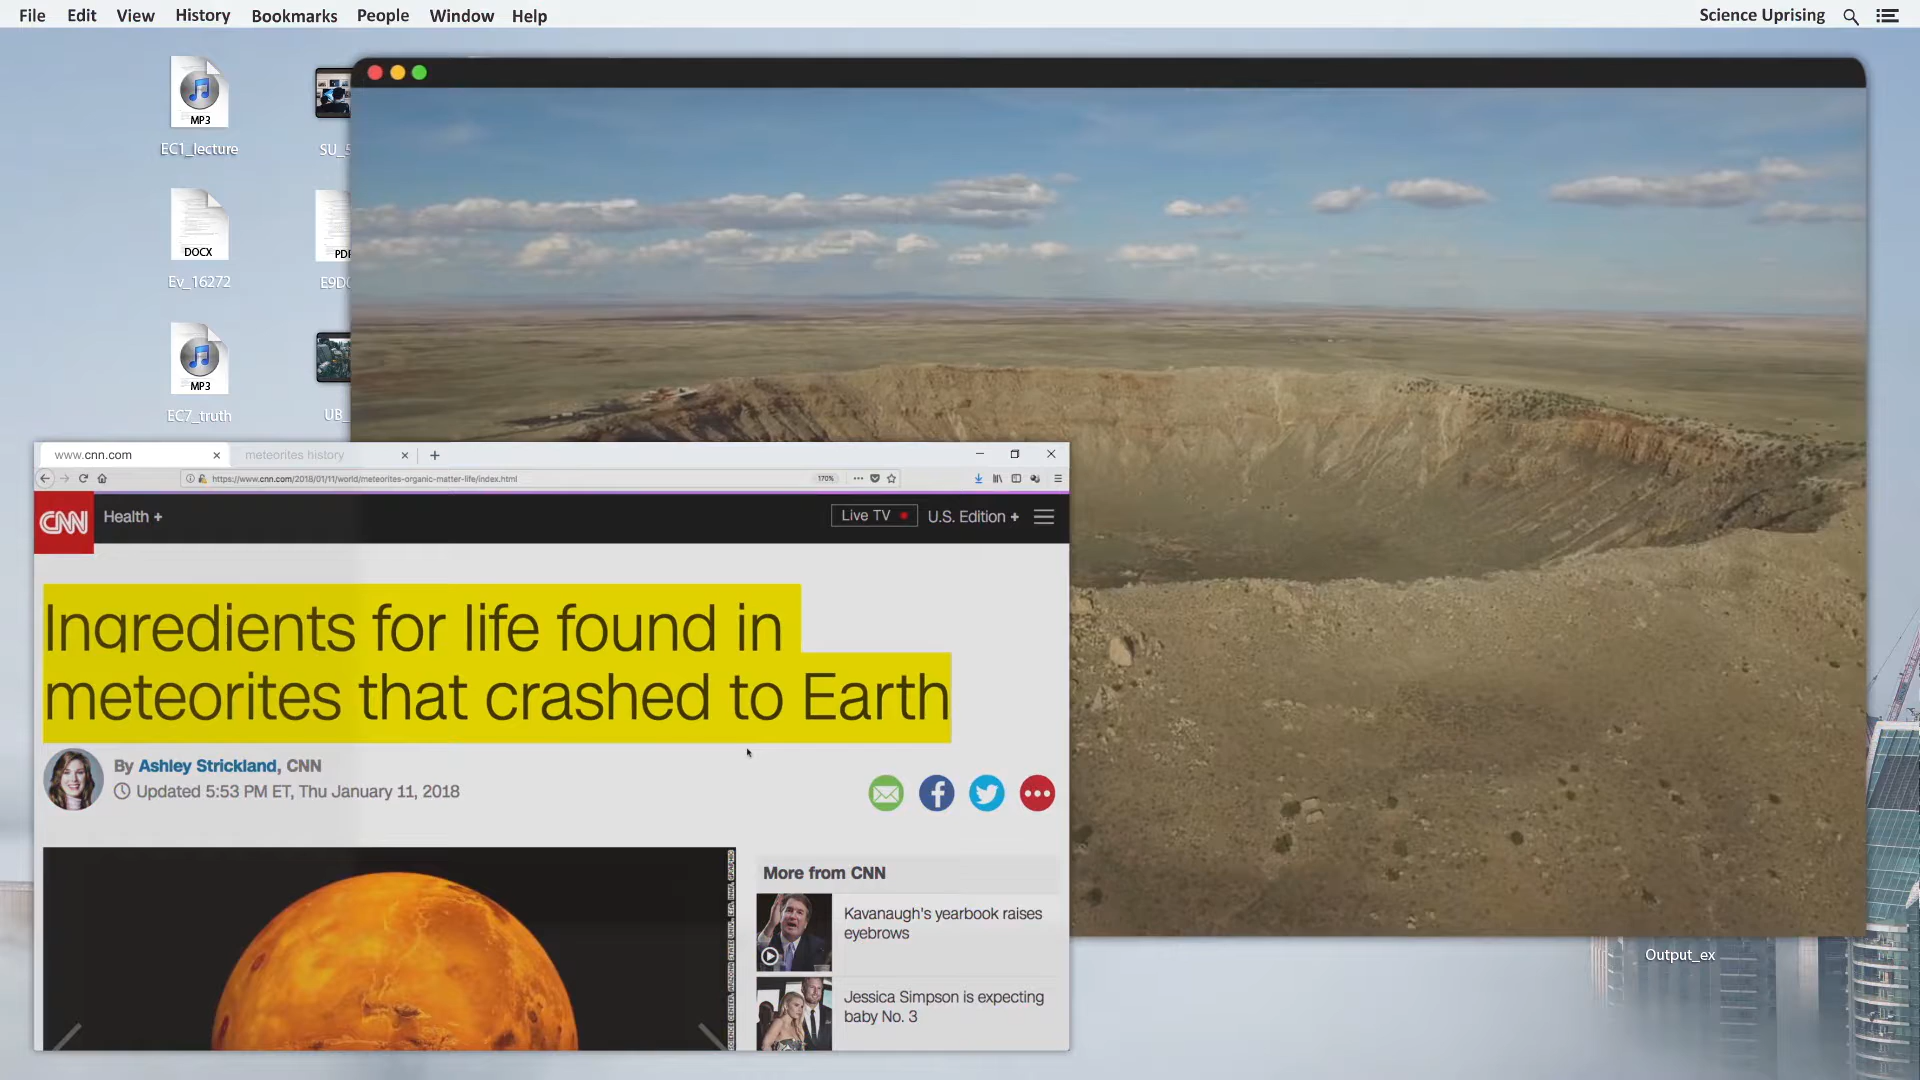 File Edit View History Bookmarks People Window Help
Science Uprising
MP3
EC1_lecture
SU_5
DOCX
PDF
Ev_16272
E9D
MP3
EC7_truth
UB_
www.cnn.com
meteorites history
https://www.cnn.com/2018/01/11/world/meteorites-organic-matter-life/index.html
170%
CNN Health +
Live TV U.S. Edition +
Ingredients for life found in
meteorites that crashed to Earth
By Ashley Strickland, CNN
Updated 5:53 PM ET, Thu January 11, 2018
More from CNN
Kavanaugh's yearbook raises
eyebrows
Jessica Simpson is expecting
baby No. 3
Output_ex